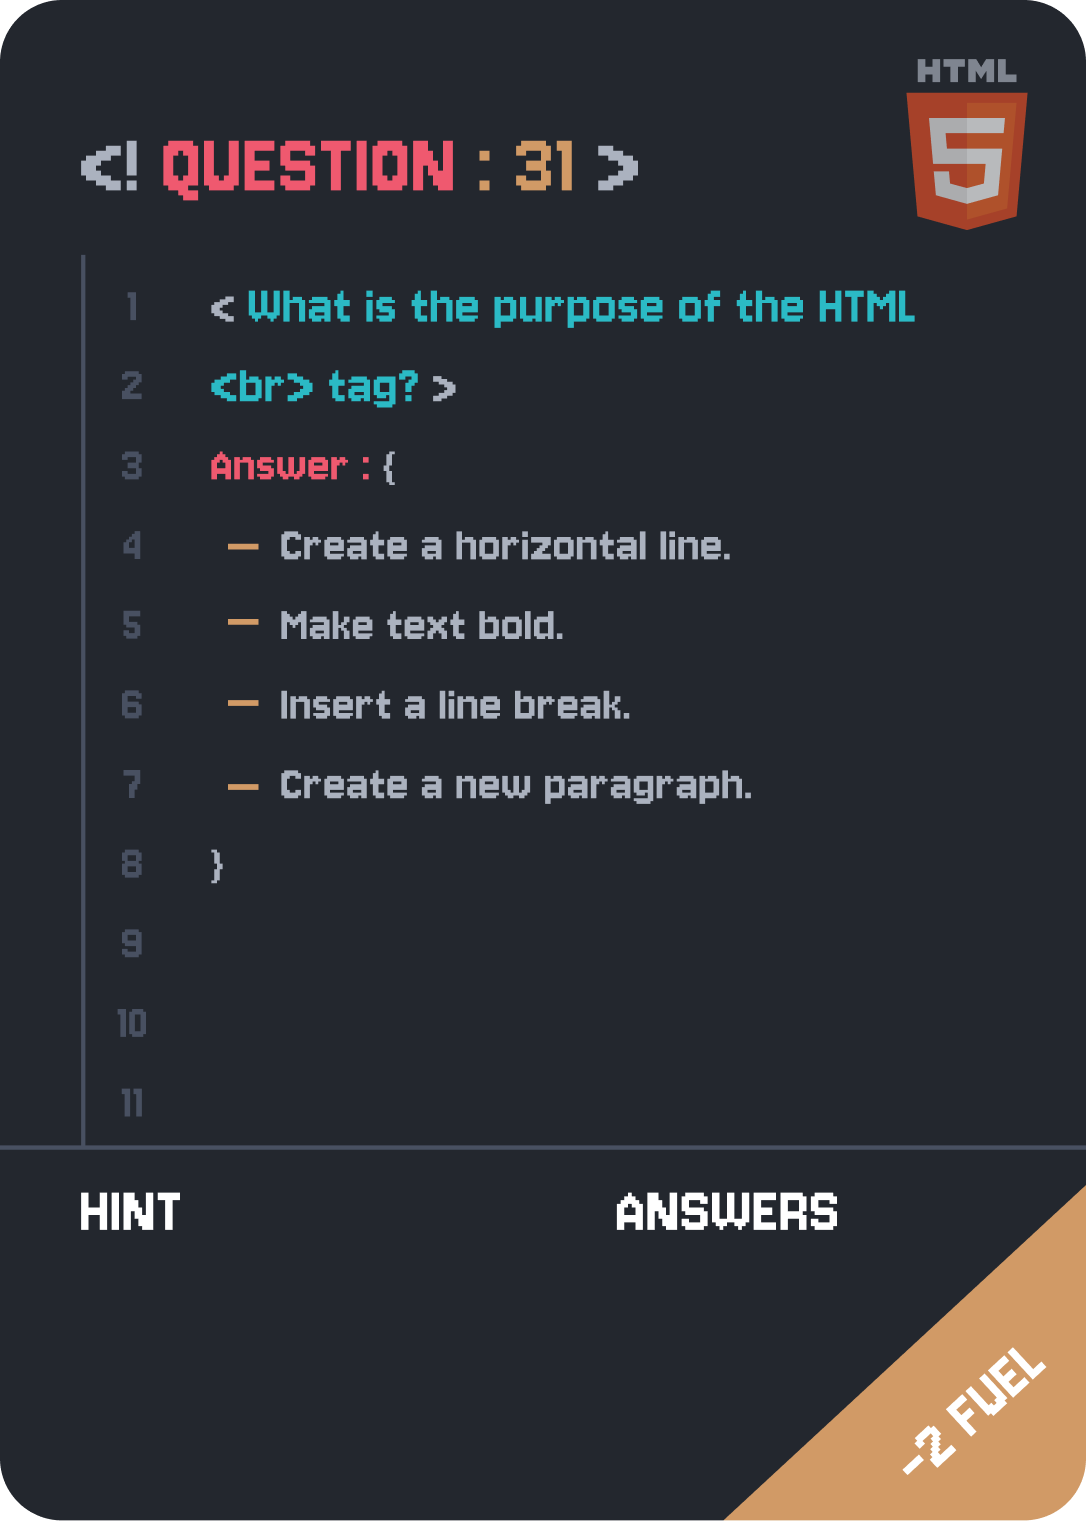 HTML
5
<! QUESTION : 31 >
1 < What is the purpose of the HTML
2 <br> tag? >
3 Answer : {
4 — Create a horizontal line.
5 — Make text bold.
6 — Insert a line break.
7 — Create a new paragraph.
8 }
9
10
11
HINT
ANSWERS
-2 FUEL